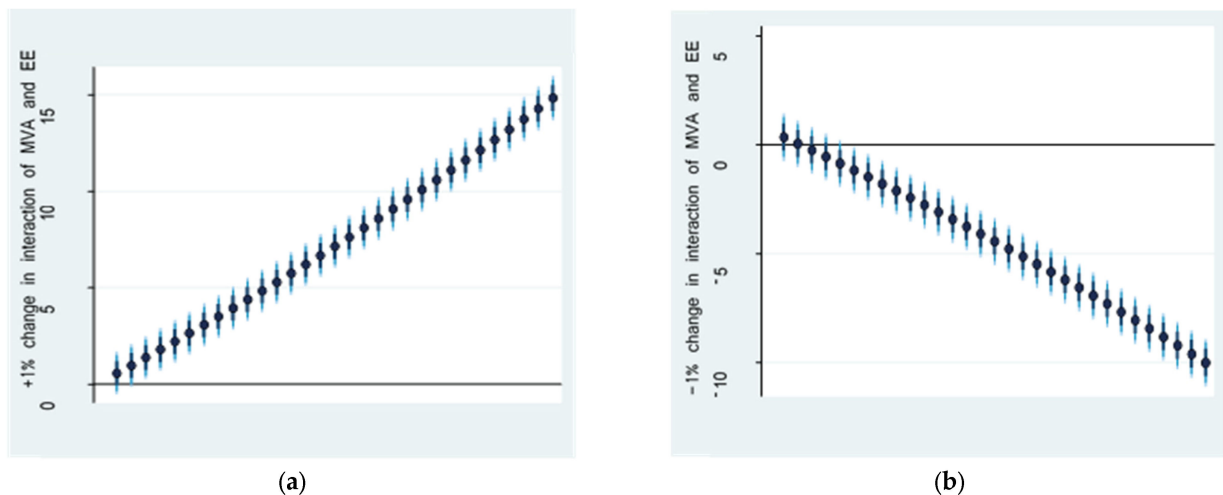 +1% change in interaction of MVA and EE
15
10
5
0
(a)
−1% change in interaction of MVA and EE
5
0
-5
-10
(b)